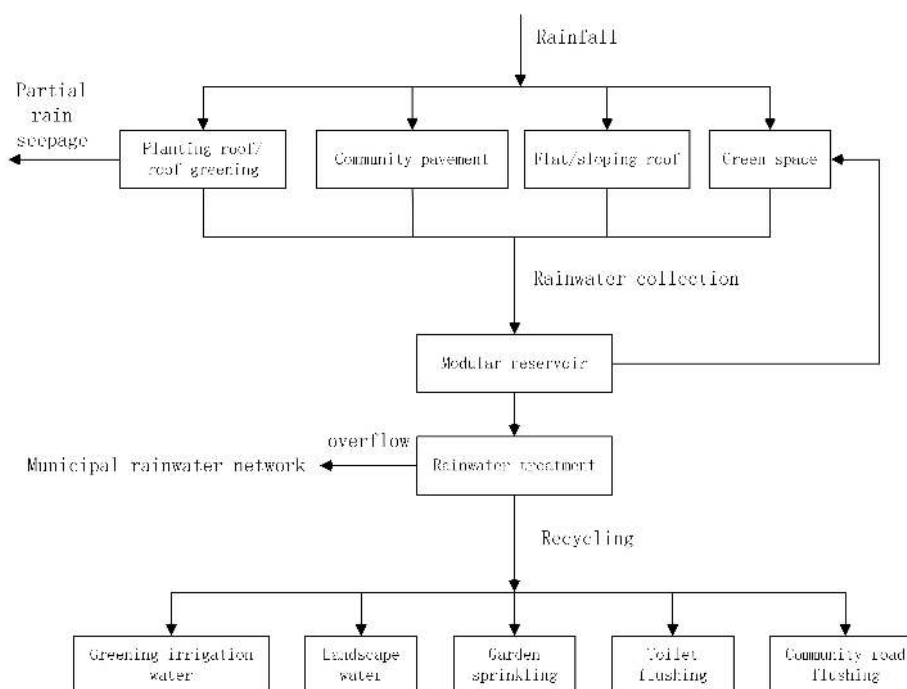 Rainfall
Partial
rain
seepage
Planting roof/
roof greening
Community pavement
Flat/sloping roof
Green space
Rainwater collection
Modular reservoir
overflow
Municipal rainwater network
Rainwater treatment
Recycling
Greening irrigation
water
Landscape
water
Garden
sprinkling
Toilet
flushing
Community road
flushing